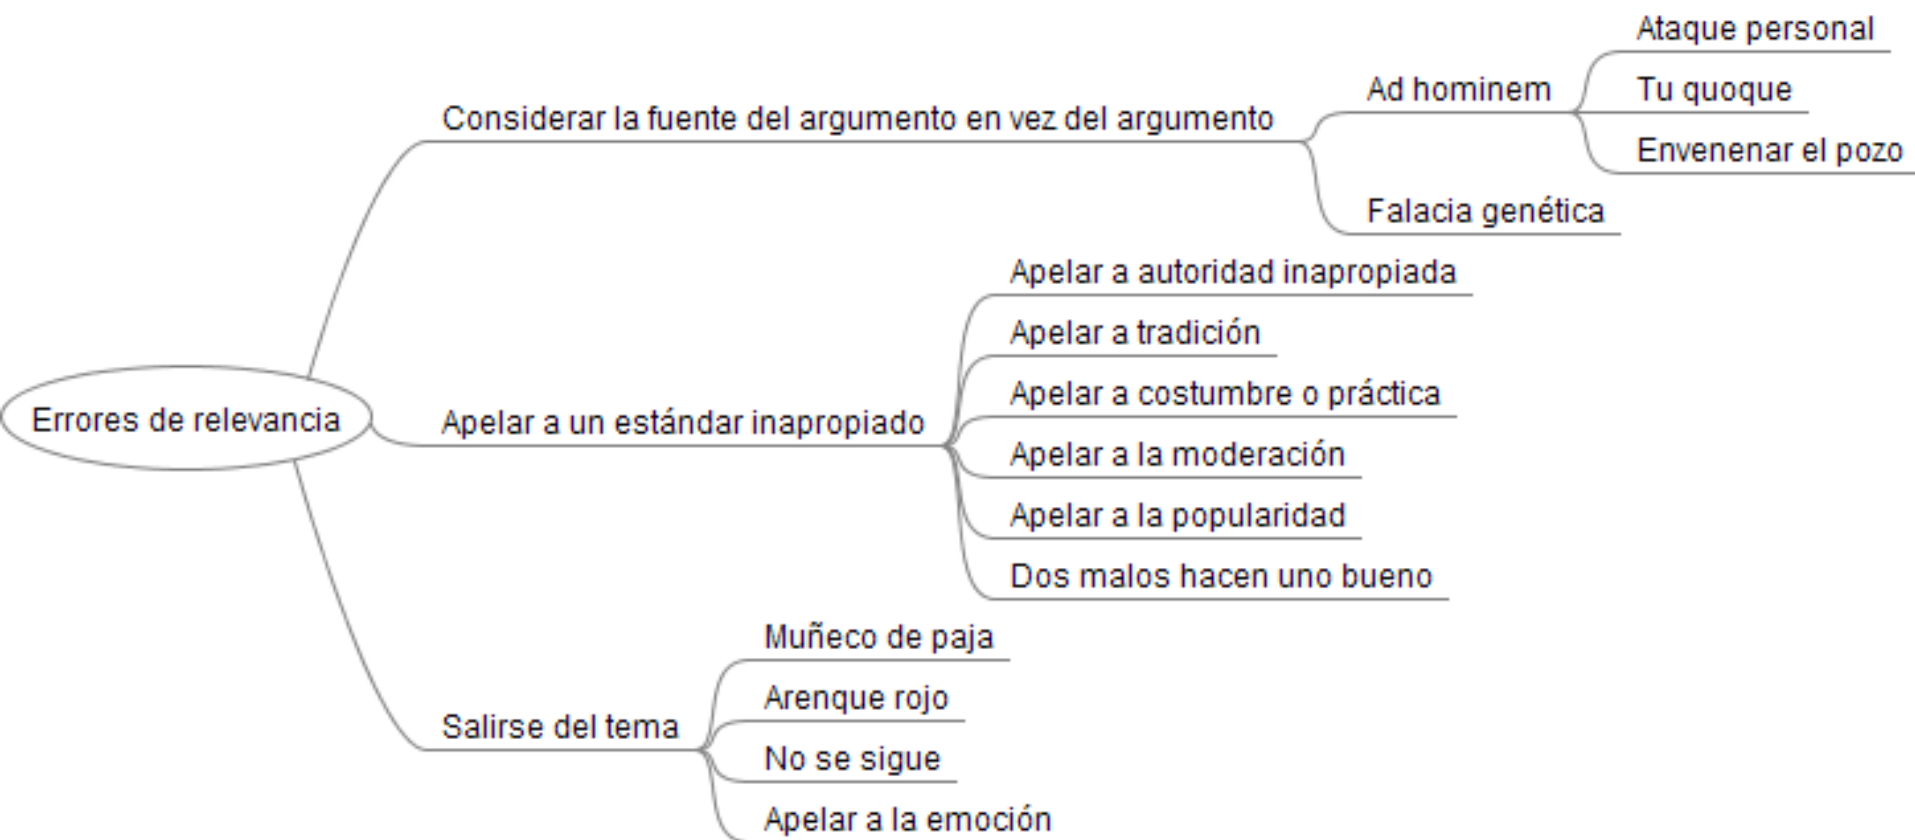 Errores de relevancia
Considerar la fuente del argumento en vez del argumento
Ad hominem
Ataque personal
Tu quoque
Envenenar el pozo
Falacia genética
Apelar a un estándar inapropiado
Apelar a autoridad inapropiada
Apelar a tradición
Apelar a costumbre o práctica
Apelar a la moderación
Apelar a la popularidad
Dos malos hacen uno bueno
Salirse del tema
Muñeco de paja
Arenque rojo
No se sigue
Apelar a la emoción